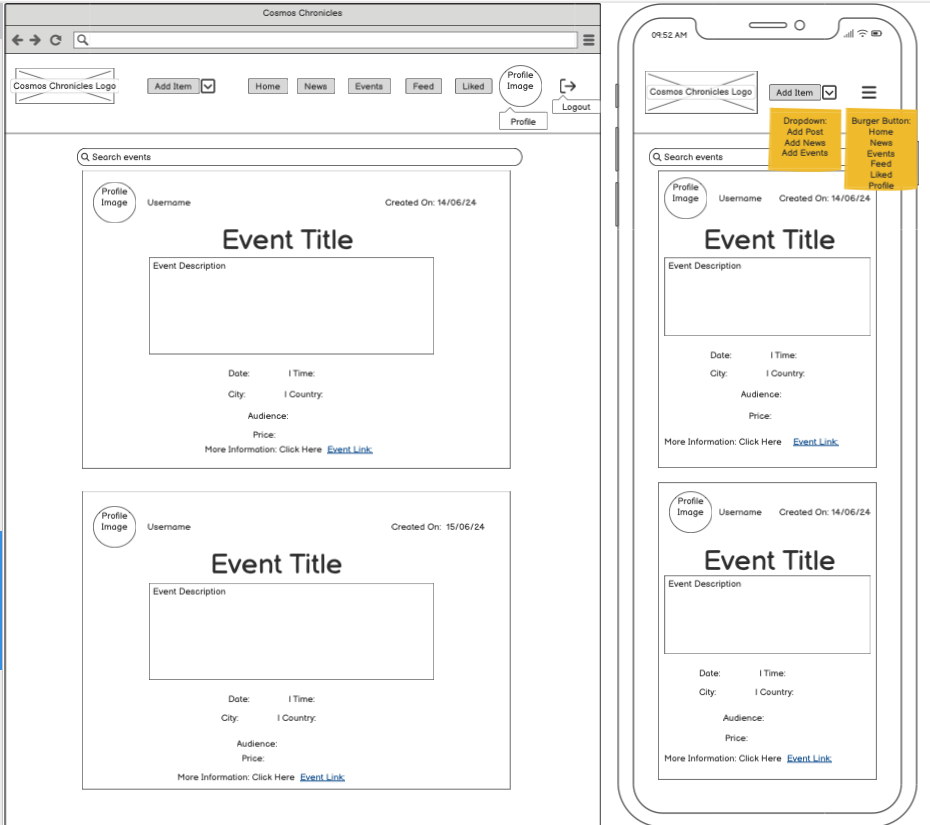 Cosmos Chronicles
Cosmos Chronicles Logo
Add Item
Home
News
Events
Feed
Liked
Profile
Image
Profile
Logout
Search events
Profile
Image
Username
Created On: 14/06/24
Event Title
Event Description
Date: I Time:
City: I Country:
Audience:
Price:
More Information: Click Here Event Link:
Profile
Image
Username
Created On: 15/06/24
Event Title
Event Description
Date: I Time:
City: I Country:
Audience:
Price:
More Information: Click Here Event Link:
09:52 AM
Cosmos Chronicles Logo
Add Item
Dropdown:
Add Post
Add News
Add Events
Burger Button:
Home
News
Events
Feed
Liked
Profile
Search events
Profile
Image
Username
Created On: 14/06/24
Event Title
Event Description
Date: I Time:
City: I Country:
Audience:
Price:
More Information: Click Here Event Link:
Profile
Image
Username
Created On: 14/06/24
Event Title
Event Description
Date: I Time:
City: I Country:
Audience:
Price:
More Information: Click Here Event Link: